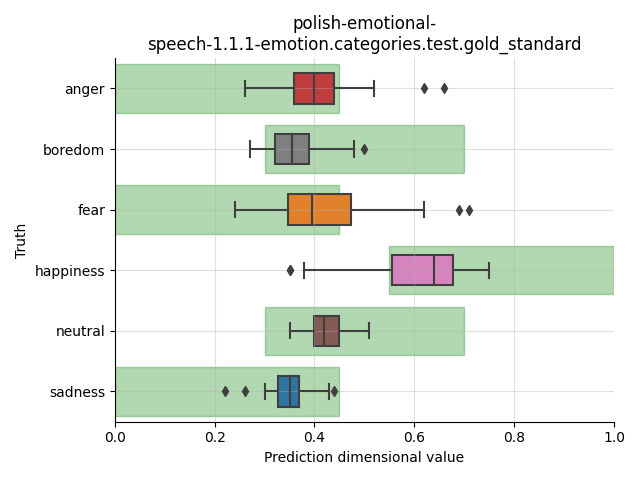 polish-emotional-
speech-1.1.1-emotion.categories.test.gold_standard
anger
boredom
fear
happiness
neutral
sadness
Truth
0.0 0.2 0.4 0.6 0.8 1.0
Prediction dimensional value